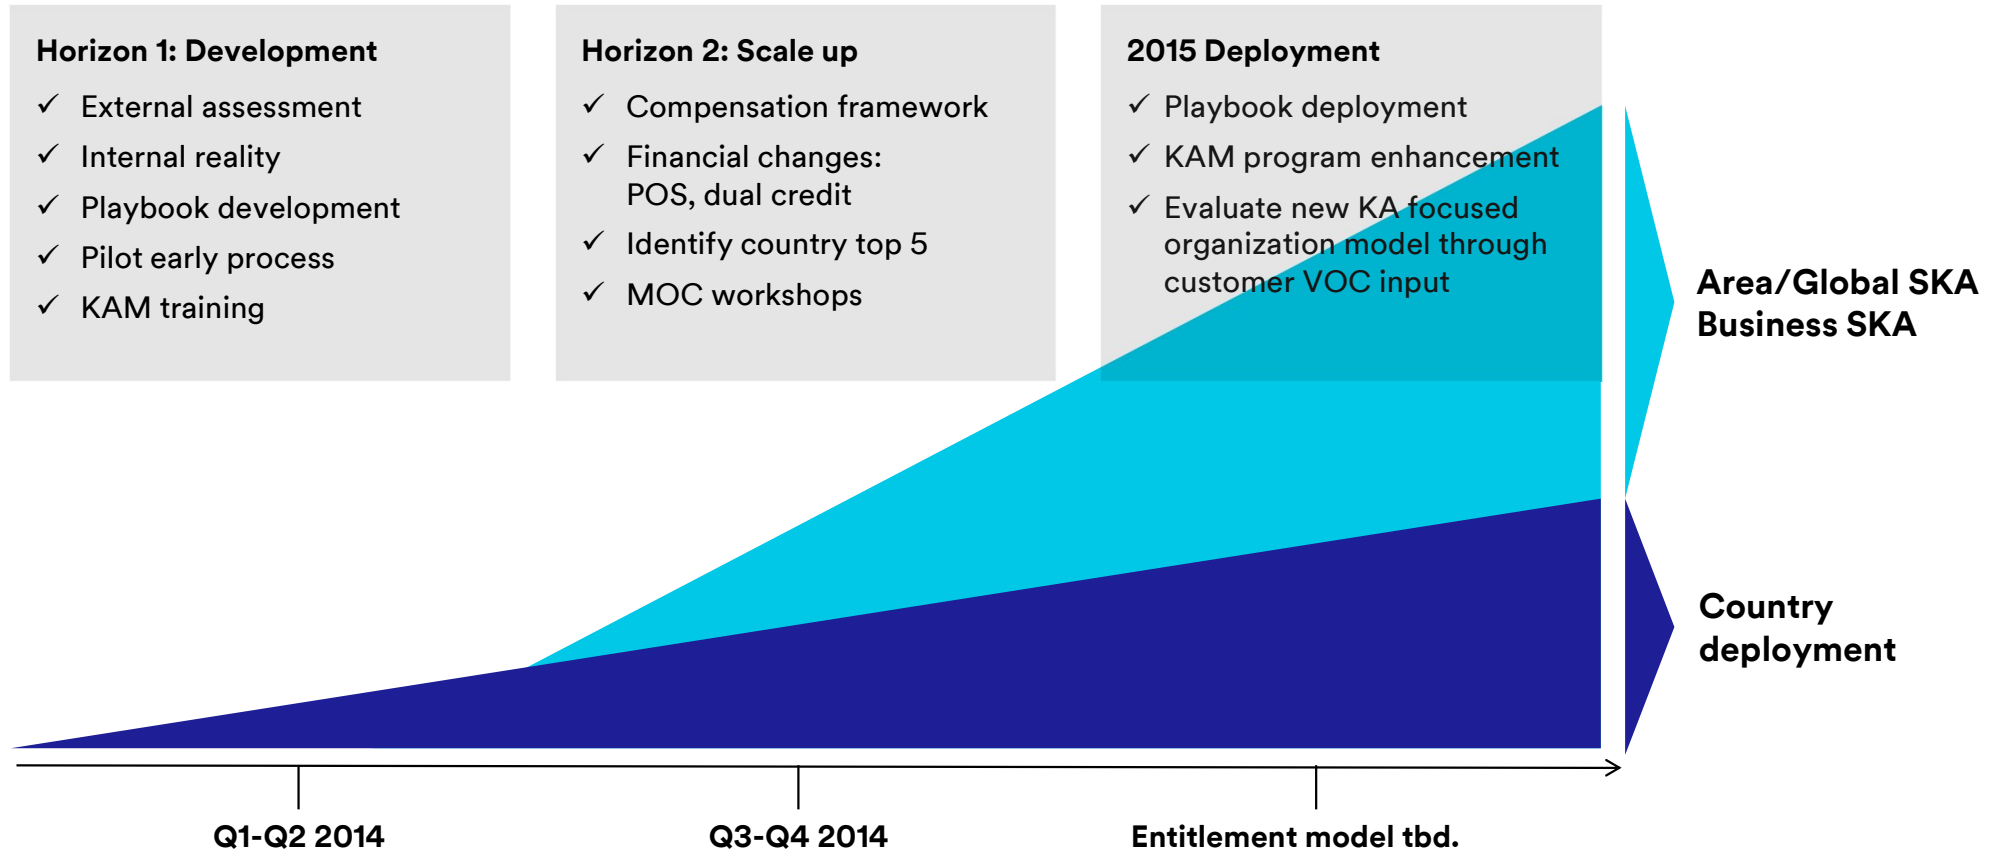 Horizon 1: Development
✓ External assessment
✓ Internal reality
✓ Playbook development
✓ Pilot early process
✓ KAM training
Horizon 2: Scale up
✓ Compensation framework
✓ Financial changes:
POS, dual credit
✓ Identify country top 5
✓ MOC workshops
2015 Deployment
✓ Playbook deployment
✓ KAM program enhancement
✓ Evaluate new KA focused
organization model through
customer VOC input
Area/Global SKA
Business SKA
Country
deployment
Q1-Q2 2014
Q3-Q4 2014
Entitlement model tbd.